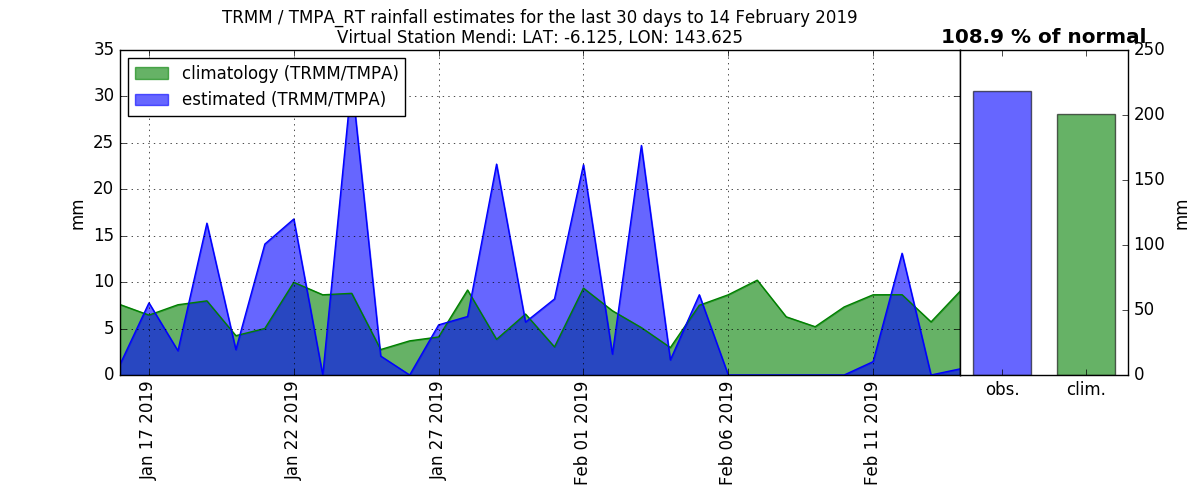 TRMM / TMPA_RT rainfall estimates for the last 30 days to 14 February 2019
Virtual Station Mendi: LAT: -6.125, LON: 143.625
108.9 % of normal
climatology (TRMM/TMPA)
estimated (TRMM/TMPA)
35
30
25
20
15
10
5
0
mm
Jan 17 2019
Jan 22 2019
Jan 27 2019
Feb 01 2019
Feb 06 2019
Feb 11 2019
250
200
150
100
50
0
mm
obs.
clim.